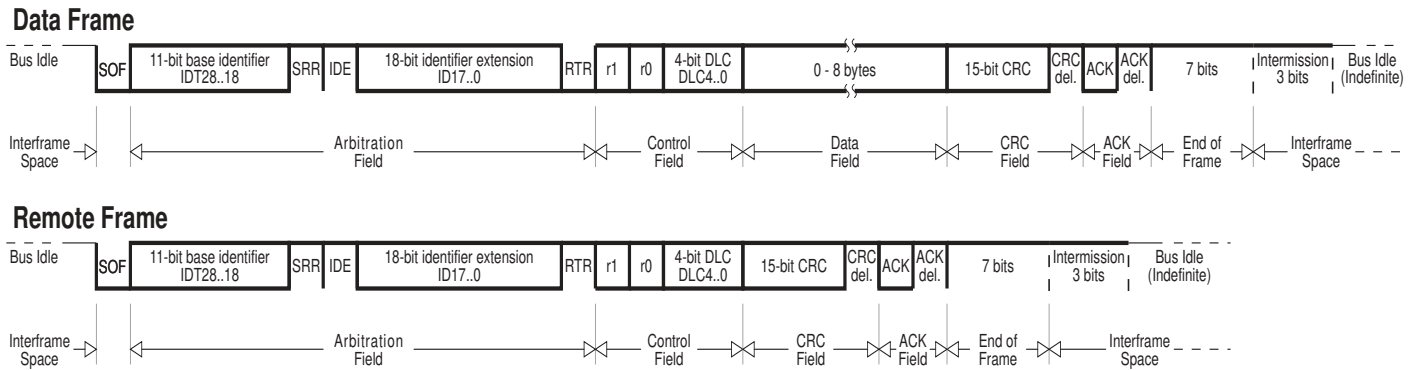 Data Frame
Bus Idle
SOF
11-bit base identifier
IDT28..18
SRR
IDE
18-bit identifier extension
ID17..0
RTR
r1
r0
4-bit DLC
DLC4..0
0 - 8 bytes
15-bit CRC
CRC
del.
ACK
ACK
del.
7 bits
Intermission
3 bits
Bus Idle
(Indefinite)
Interframe
Space
Arbitration
Field
Control
Field
Data
Field
CRC
Field
ACK
Field
End of
Frame
Interframe
Space
Remote Frame
Bus Idle
SOF
11-bit base identifier
IDT28..18
SRR
IDE
18-bit identifier extension
ID17..0
RTR
r1
r0
4-bit DLC
DLC4..0
15-bit CRC
CRC
del.
ACK
ACK
del.
7 bits
Intermission
3 bits
Bus Idle
(Indefinite)
Interframe
Space
Arbitration
Field
Control
Field
CRC
Field
ACK
Field
End of
Frame
Interframe
Space